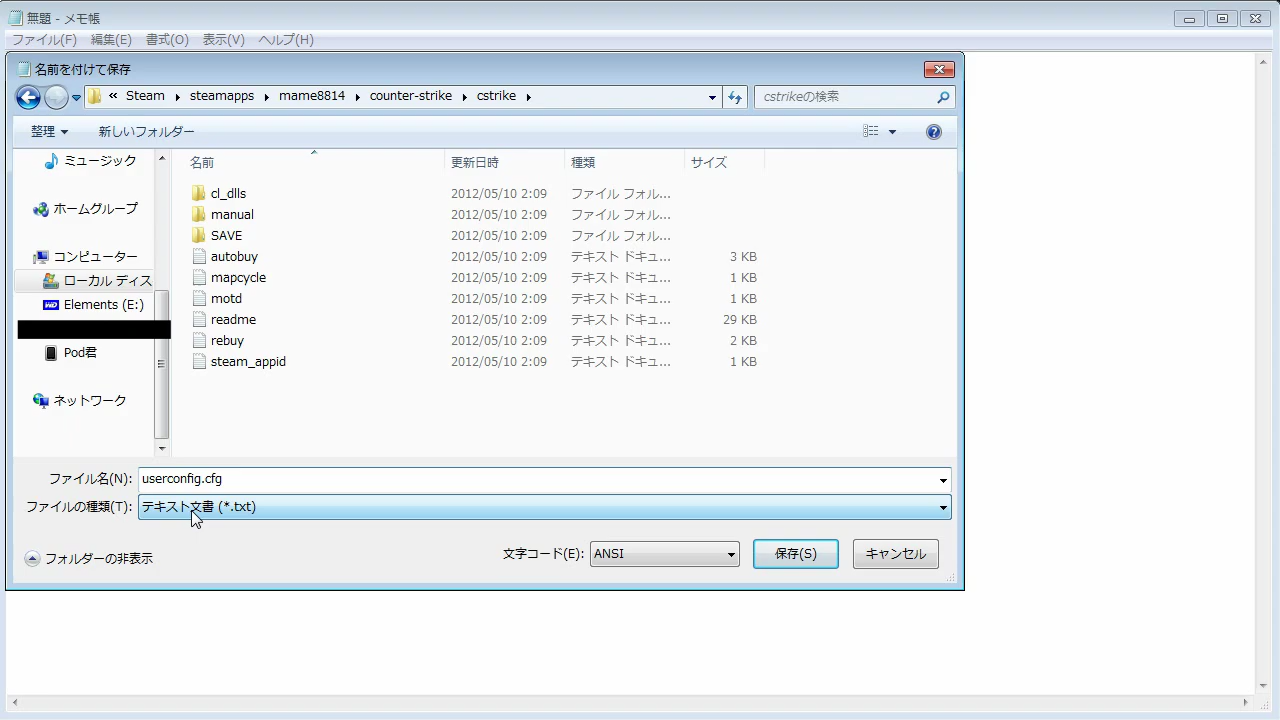 無題 - メモ帳
ファイル(F) 編集(E) 書式(O) 表示(V) ヘルプ(H)
名前を付けて保存
« Steam ▸ steamapps ▸ mame8814 ▸ counter-strike ▸ cstrike ▸ cstrikeの検索
整理 新しいフォルダー
ミュージック
ホームグループ
コンピューター
ローカル ディス
Elements (E:)
Pod君
ネットワーク
名前 更新日時 種類 サイズ
cl_dlls 2012/05/10 2:09 ファイル フォル...
manual 2012/05/10 2:09 ファイル フォル...
SAVE 2012/05/10 2:09 ファイル フォル...
autobuy 2012/05/10 2:09 テキスト ドキュ... 3 KB
mapcycle 2012/05/10 2:09 テキスト ドキュ... 1 KB
motd 2012/05/10 2:09 テキスト ドキュ... 1 KB
readme 2012/05/10 2:09 テキスト ドキュ... 29 KB
rebuy 2012/05/10 2:09 テキスト ドキュ... 2 KB
steam_appid 2012/05/10 2:09 テキスト ドキュ... 1 KB
ファイル名(N): userconfig.cfg
ファイルの種類(T): テキスト文書 (*.txt)
フォルダーの非表示 文字コード(E): ANSI 保存(S) キャンセル